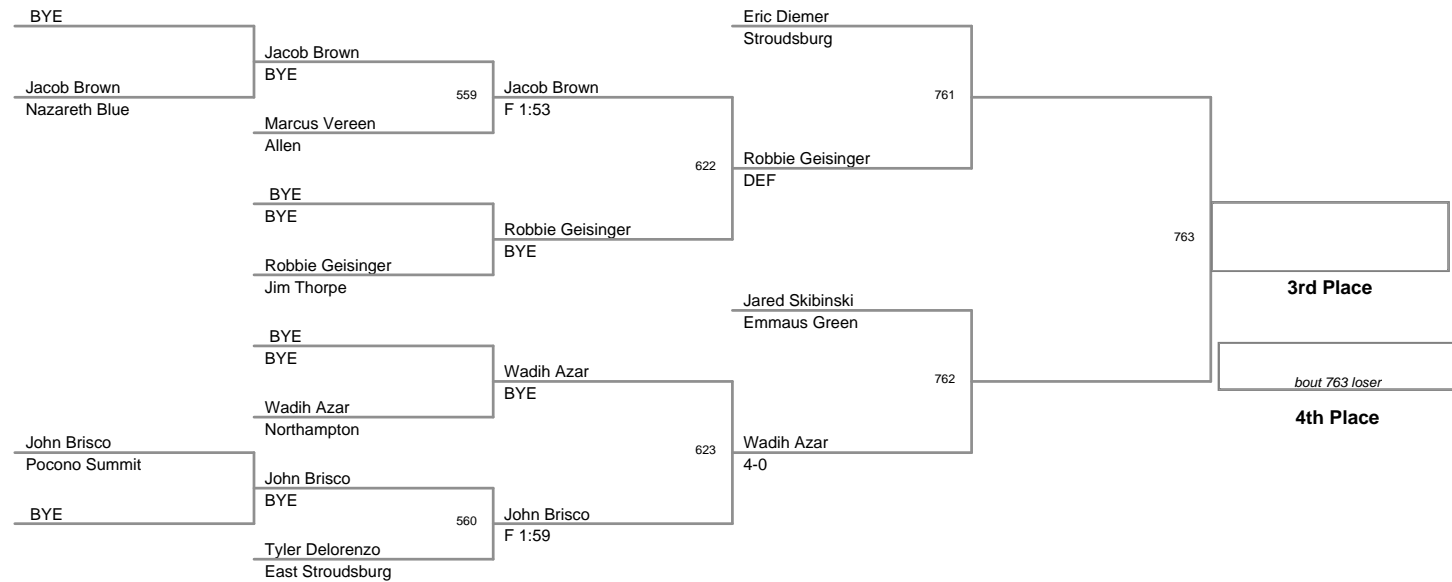 BYE
Jacob Brown
Nazareth Blue
Jacob Brown
BYE
559
Marcus Vereen
Allen
BYE
BYE
Robbie Geisinger
Jim Thorpe
Jacob Brown
F 1:53
622
Robbie Geisinger
BYE
Eric Diemer
Stroudsburg
761
Robbie Geisinger
DEF
763
3rd Place
BYE
BYE
Wadih Azar
Northampton
John Brisco
Pocono Summit
BYE
John Brisco
BYE
560
Tyler Delorenzo
East Stroudsburg
Wadih Azar
BYE
623
John Brisco
F 1:59
Jared Skibinski
Emmaus Green
762
Wadih Azar
4-0
bout 763 loser
4th Place